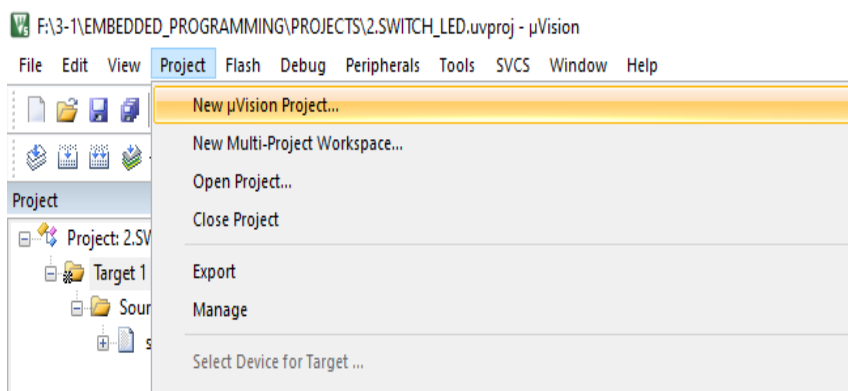 F:\3-1\EMBEDDED_PROGRAMMING\PROJECTS\2.SWITCH_LED.uvproj - µVision
File Edit View Project Flash Debug Peripherals Tools SVCS Window Help
New µVision Project...
New Multi-Project Workspace...
Open Project...
Project
Close Project
Project: 2.SW
Target 1
Export
Sour
Manage
s
Select Device for Target ...